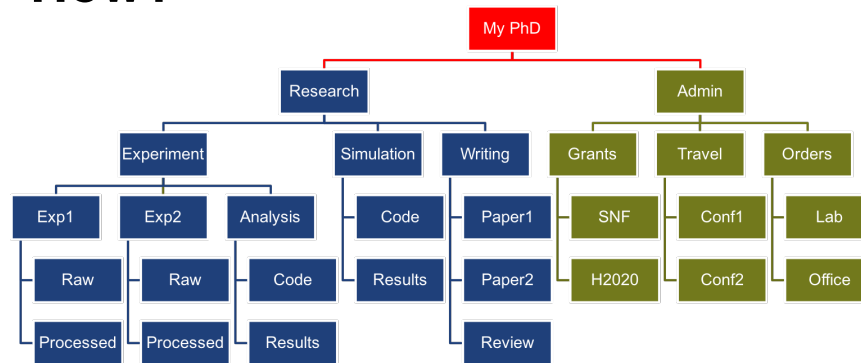 My PhD
Research
Admin
Experiment
Simulation
Writing
Grants
Travel
Orders
Exp1
Exp2
Analysis
Code
Paper1
SNF
Conf1
Lab
Raw
Raw
Code
Results
Paper2
H2020
Conf2
Office
Processed
Processed
Results
Review